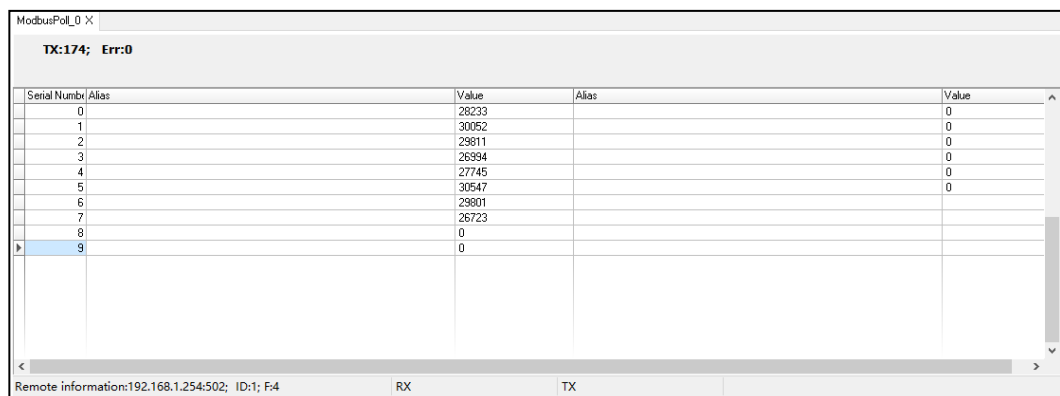 ModbusPoll_0 X
TX:174; Err:0
Serial Numbe Alias Value Alias Value
0 28233 0
1 30052 0
2 29811 0
3 26994 0
4 27745 0
5 30547 0
6 29801
7 26723
8 0
9 0
Remote information:192.168.1.254:502; ID:1; F:4 RX TX